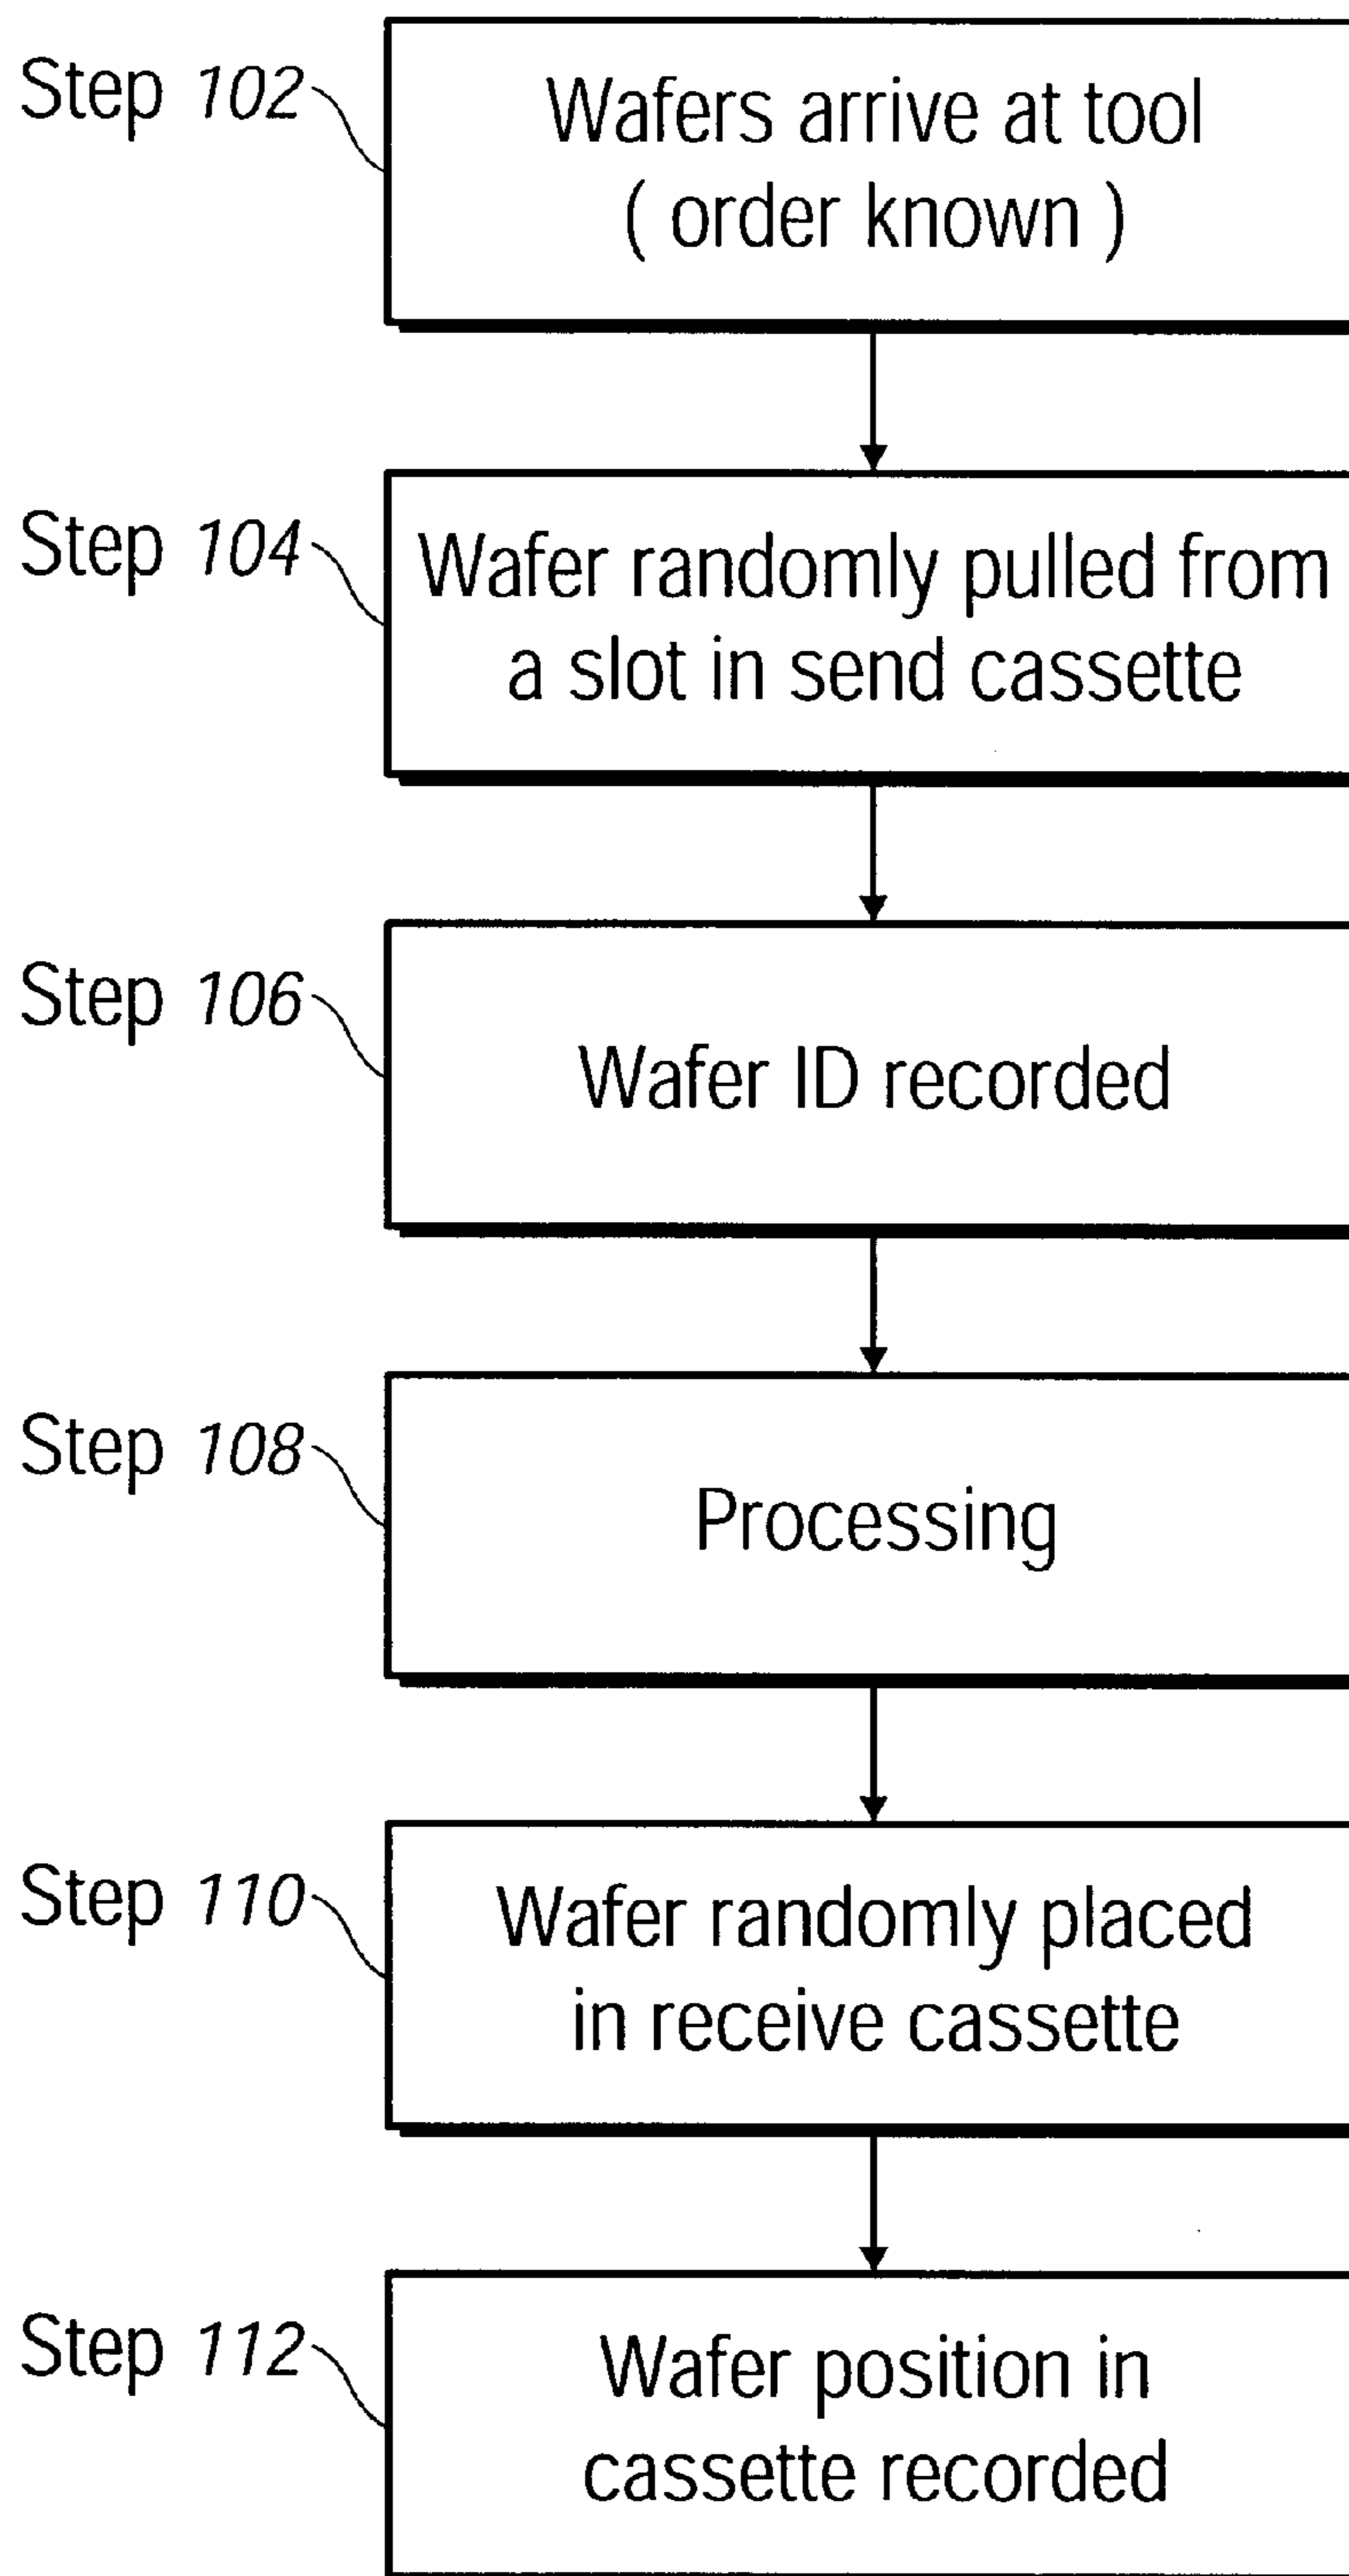 Step 102
Wafers arrive at tool
( order known )
Step 104
Wafer randomly pulled from
a slot in send cassette
Step 106
Wafer ID recorded
Step 108
Processing
Step 110
Wafer randomly placed
in receive cassette
Step 112
Wafer position in
cassette recorded